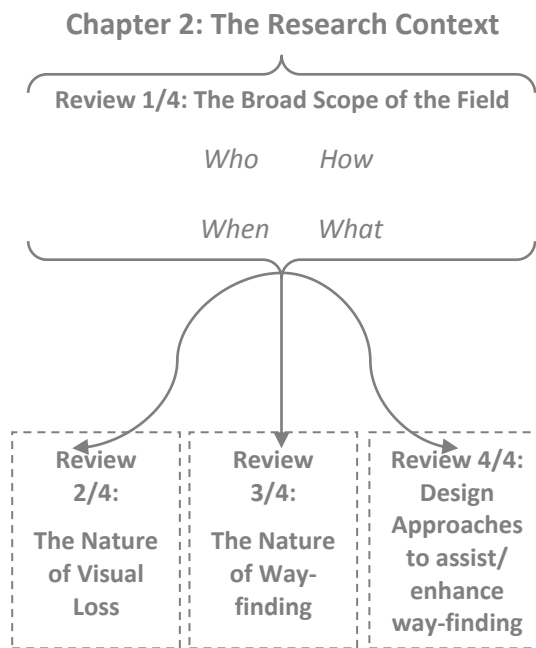 Chapter 2: The Research Context
Review 1/4: The Broad Scope of the Field
Who How
When What
Review
2/4:
The Nature
of Visual
Loss
Review
3/4:
The Nature
of Way-
finding
Review 4/4:
Design
Approaches
to assist/
enhance
way-finding